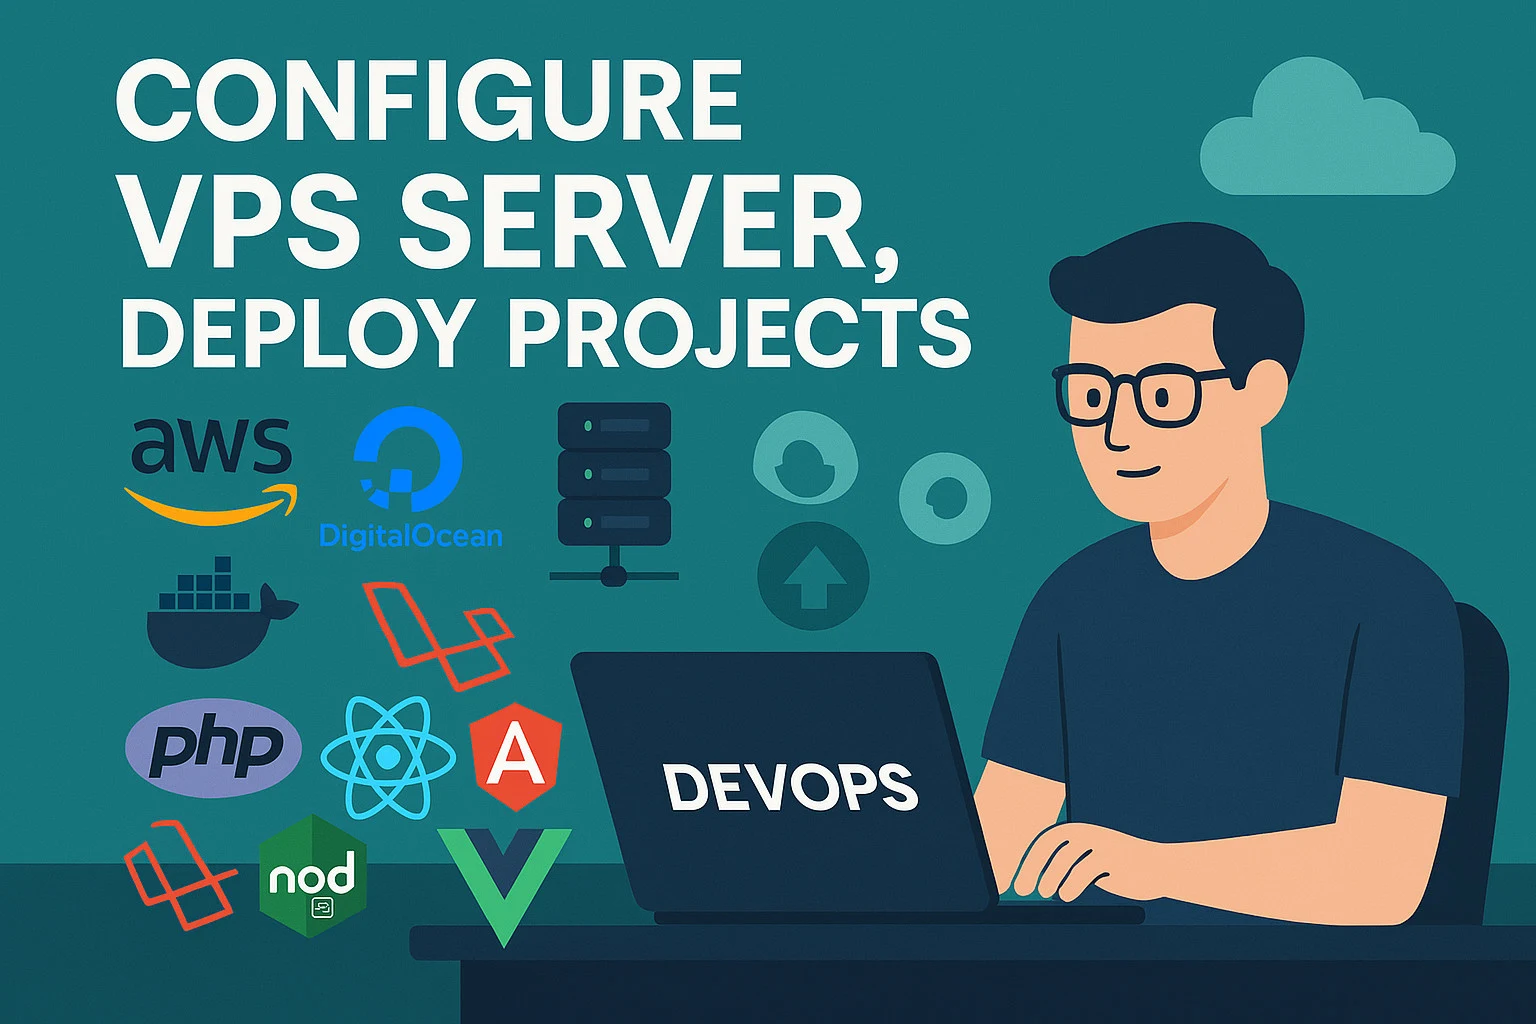 CONFIGURE
VPS SERVER,
DEPLOY PROJECTS
aws
DigitalOcean
php
A
nod
DEVOPS